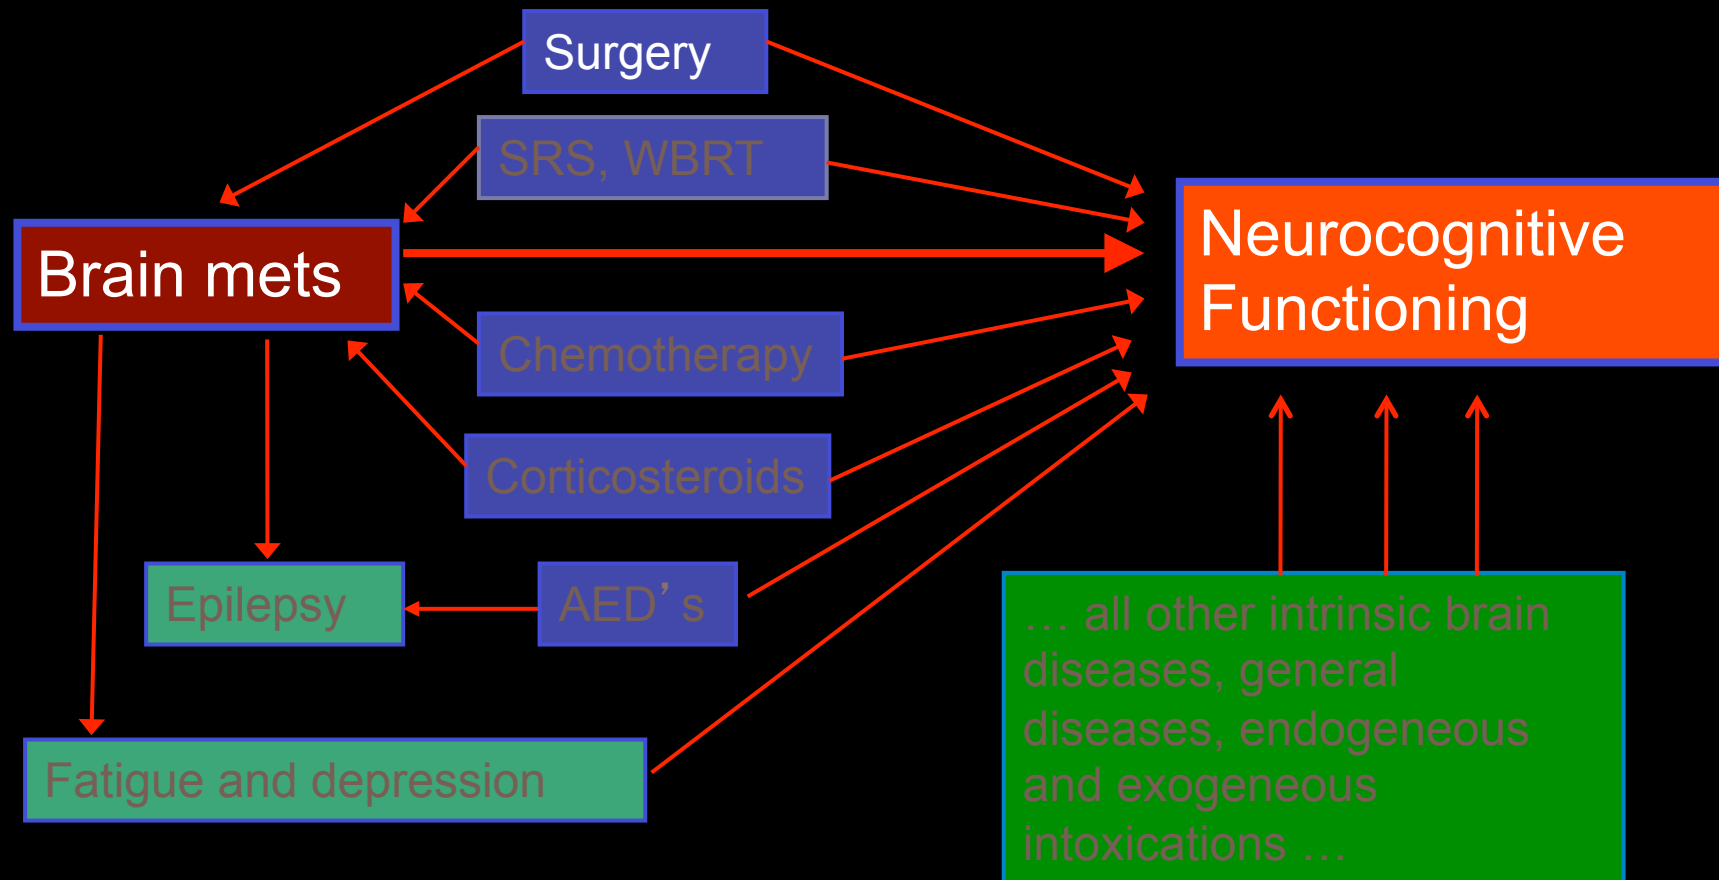 Surgery
SRS, WBRT
Brain mets
Neurocognitive
Functioning
Chemotherapy
Corticosteroids
Epilepsy
AED’s
Fatigue and depression
… all other intrinsic brain
diseases, general
diseases, endogeneous
and exogeneous
intoxications …